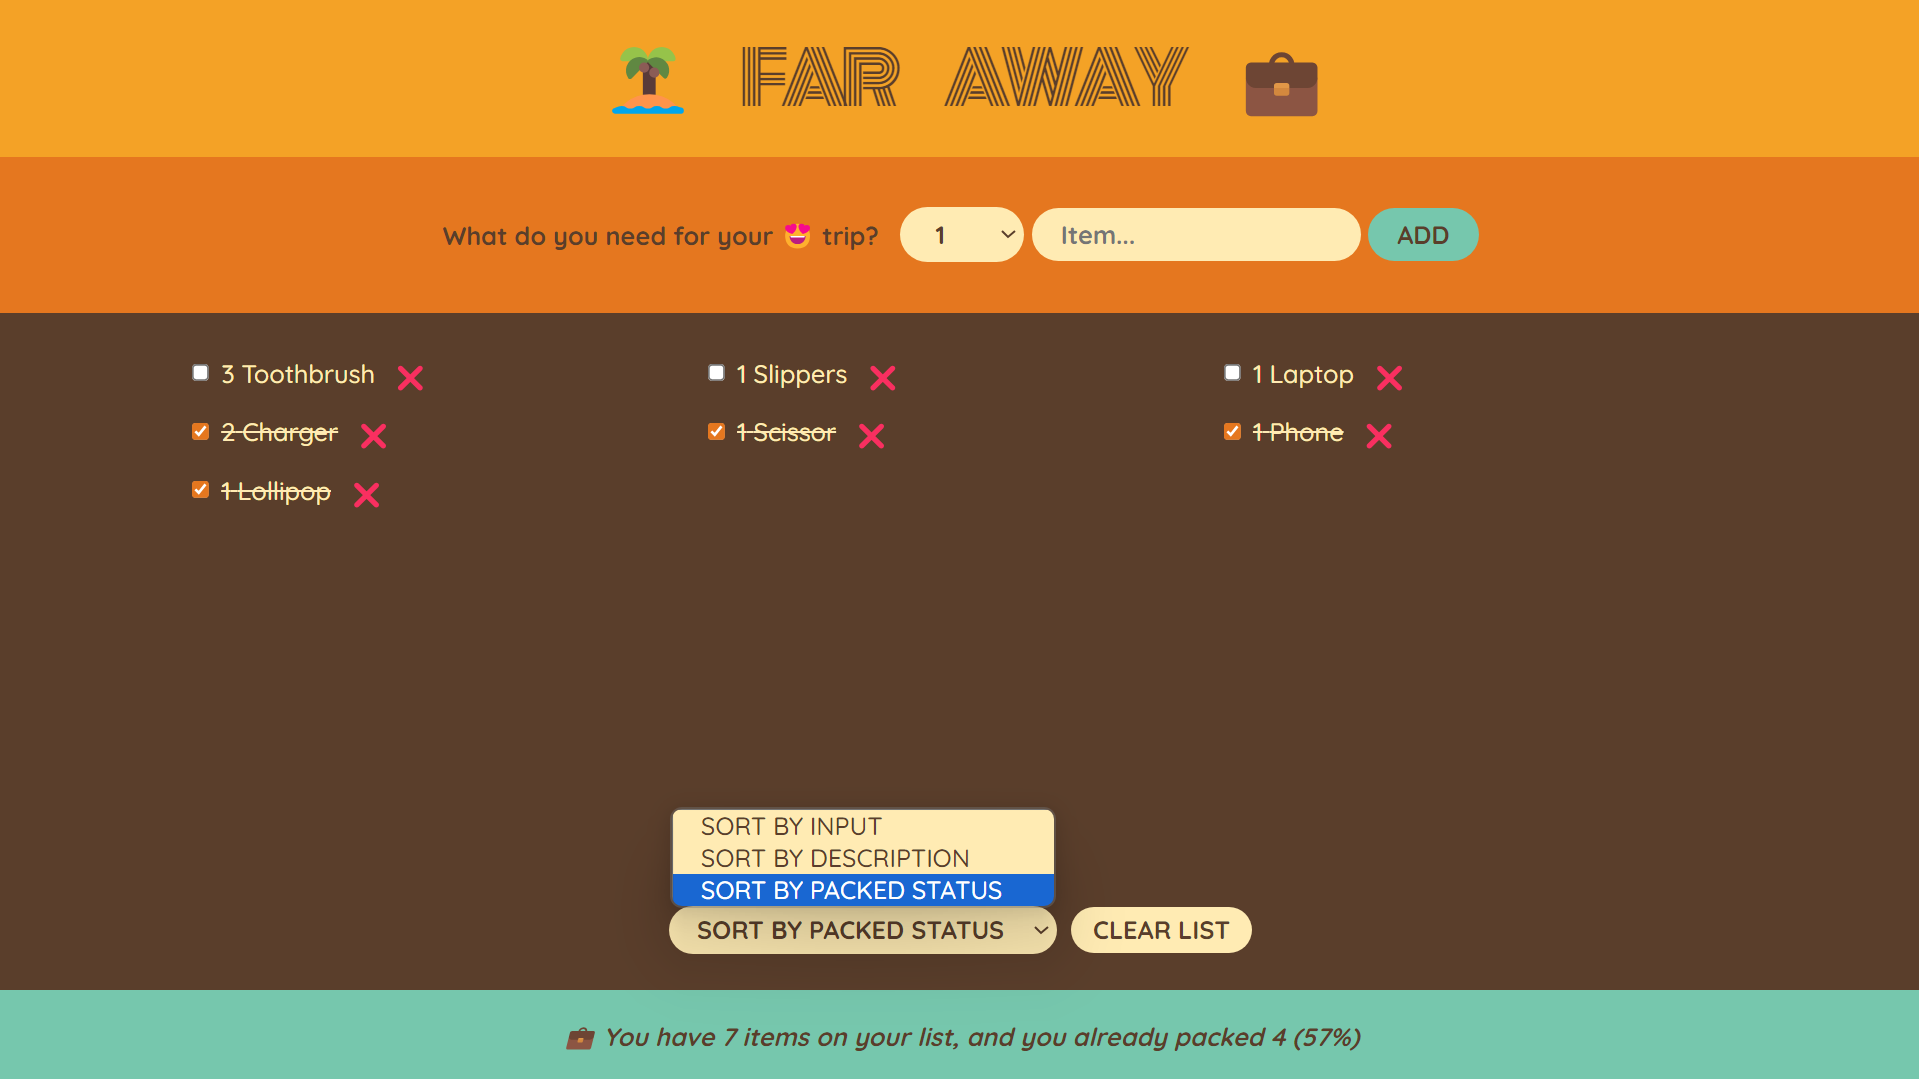 FAR AWAY
What do you need for your 😍 trip? 1 Item... ADD
3 Toothbrush ❌ 1 Slippers ❌ 1 Laptop ❌
2 Charger ❌ 1 Scissor ❌ 1 Phone ❌
1 Lollipop ❌
SORT BY INPUT
SORT BY DESCRIPTION
SORT BY PACKED STATUS
SORT BY PACKED STATUS CLEAR LIST
💼 You have 7 items on your list, and you already packed 4 (57%)